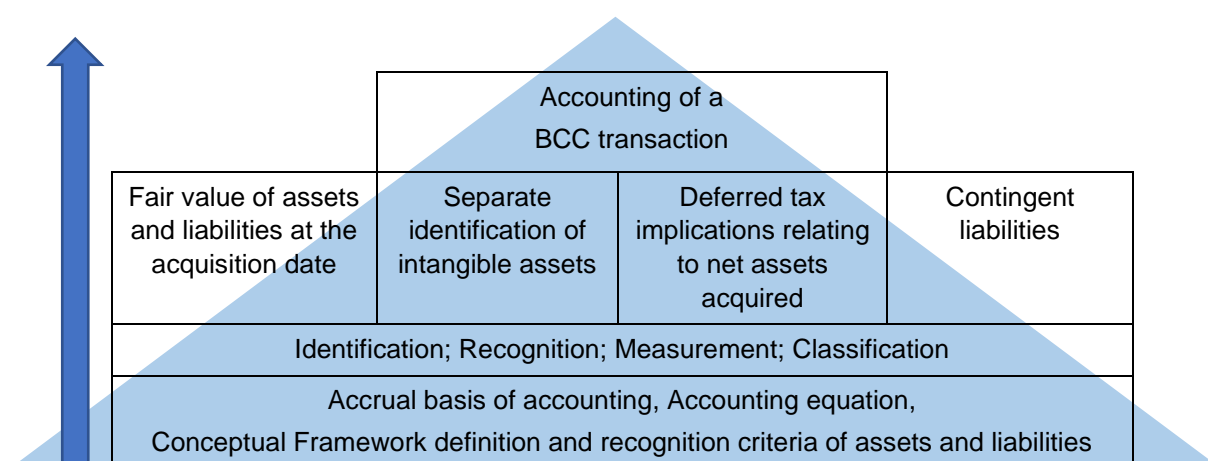 Accounting of a
BCC transaction
Fair value of assets
and liabilities at the
acquisition date
Separate
identification of
intangible assets
Deferred tax
implications relating
to net assets
acquired
Contingent
liabilities
Identification; Recognition; Measurement; Classification
Accrual basis of accounting, Accounting equation,
Conceptual Framework definition and recognition criteria of assets and liabilities